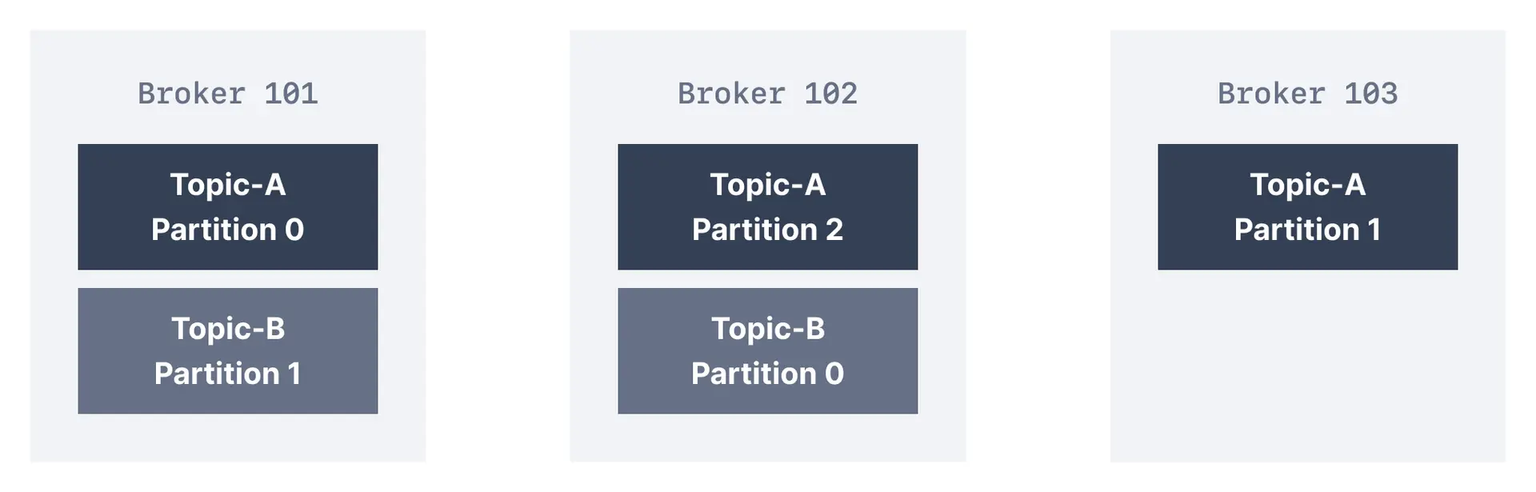 Broker 101
Topic-A
Partition 0
Topic-B
Partition 1
Broker 102
Topic-A
Partition 2
Topic-B
Partition 0
Broker 103
Topic-A
Partition 1